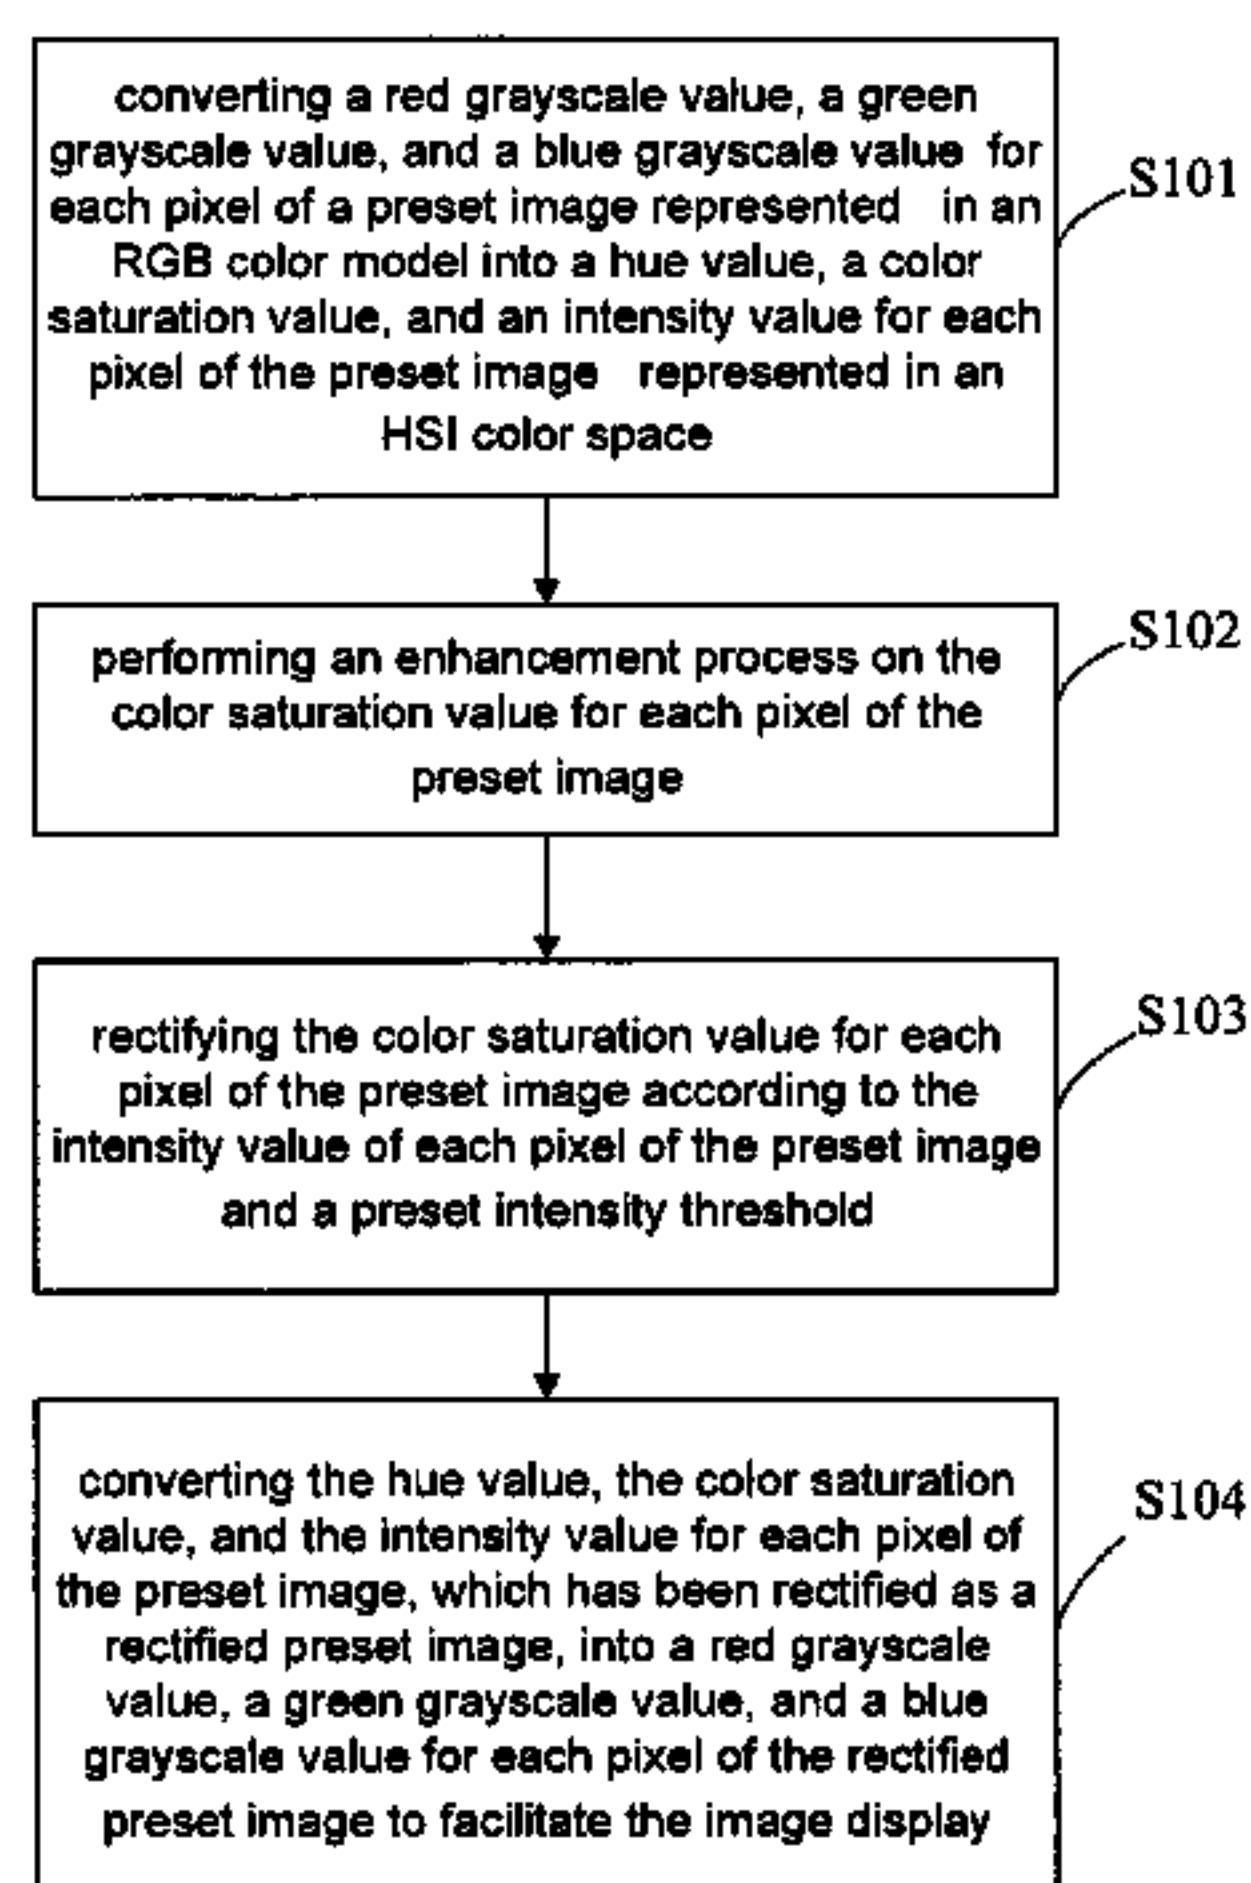 converting a red grayscale value, a green
grayscale value, and a blue grayscale value for
each pixel of a preset image represented in an
RGB color model into a hue value, a color
saturation value, and an intensity value for each
pixel of the preset image represented in an
HSI color space
S101
performing an enhancement process on the
color saturation value for each pixel of the
preset image
S102
rectifying the color saturation value for each
pixel of the preset image according to the
intensity value of each pixel of the preset image
and a preset intensity threshold
S103
converting the hue value, the color saturation
value, and the intensity value for each pixel of
the preset image, which has been rectified as a
rectified preset image, into a red grayscale
value, a green grayscale value, and a blue
grayscale value for each pixel of the rectified
preset image to facilitate the image display
S104